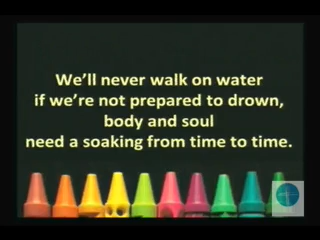 We'll never walk on water
if we're not prepared to drown,
body and soul
need a soaking from time to time.